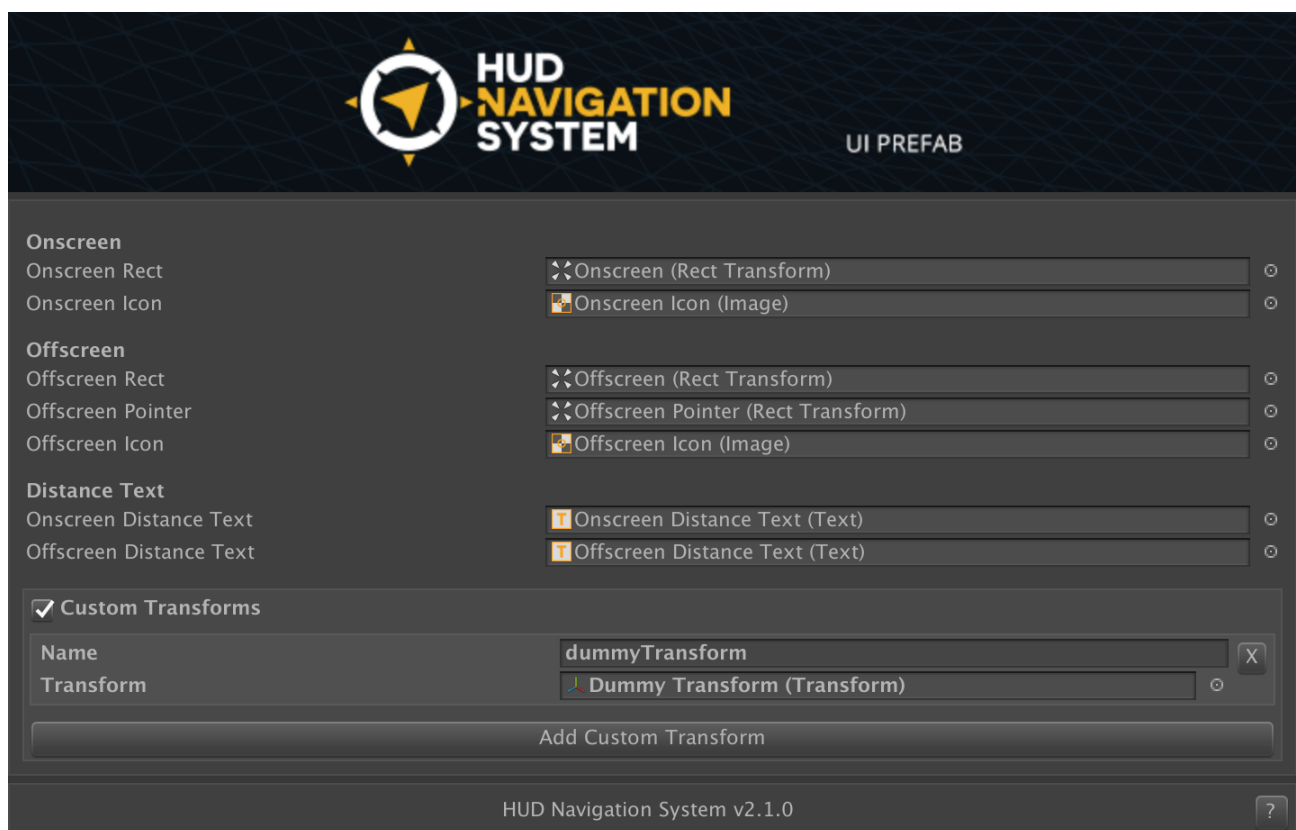 HUD
NAVIGATION
SYSTEM
UI PREFAB
Onscreen
Onscreen Rect Onscreen (Rect Transform)
Onscreen Icon Onscreen Icon (Image)
Offscreen
Offscreen Rect Offscreen (Rect Transform)
Offscreen Pointer Offscreen Pointer (Rect Transform)
Offscreen Icon Offscreen Icon (Image)
Distance Text
Onscreen Distance Text T Onscreen Distance Text (Text)
Offscreen Distance Text T Offscreen Distance Text (Text)
Custom Transforms
Name dummyTransform X
Transform Dummy Transform (Transform)
Add Custom Transform
HUD Navigation System v2.1.0 ?